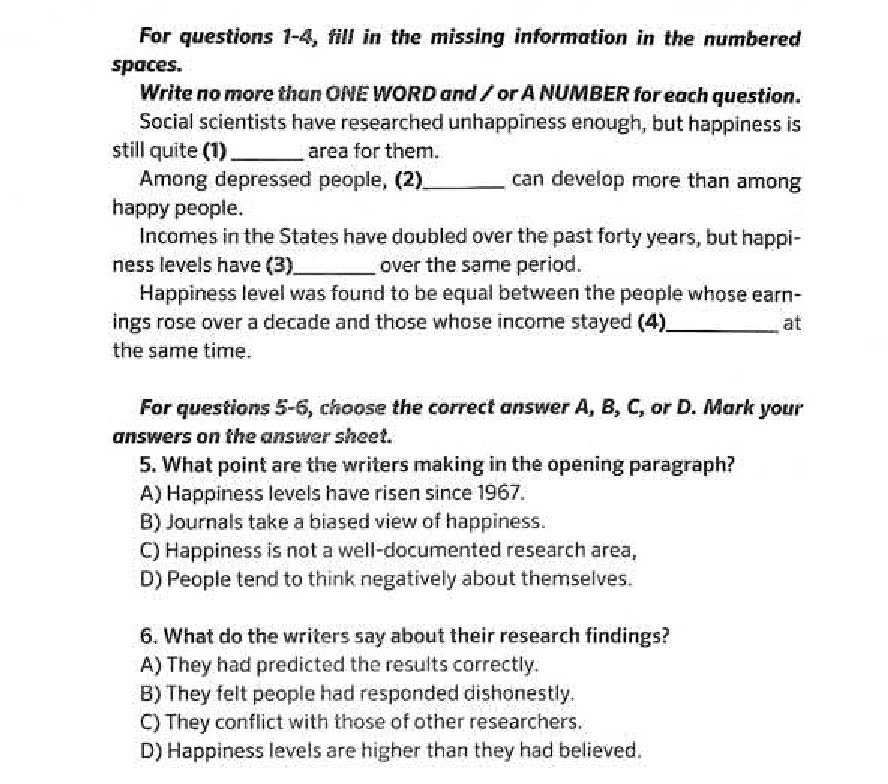 For questions 1-4, fill in the missing information in the numbered
spaces.
Write no more than ONE WORD and / or A NUMBER for each question.
Social scientists have researched unhappiness enough, but happiness is
still quite (1) ______ area for them.
Among depressed people, (2)_______ can develop more than among
happy people.
Incomes in the States have doubled over the past forty years, but happi-
ness levels have (3)_______ over the same period.
Happiness level was found to be equal between the people whose earn-
ings rose over a decade and those whose income stayed (4)_________ at
the same time.
For questions 5-6, choose the correct answer A, B, C, or D. Mark your
answers on the answer sheet.
5. What point are the writers making in the opening paragraph?
A) Happiness levels have risen since 1967.
B) Journals take a biased view of happiness.
C) Happiness is not a well-documented research area,
D) People tend to think negatively about themselves.
6. What do the writers say about their research findings?
A) They had predicted the results correctly.
B) They felt people had responded dishonestly.
C) They conflict with those of other researchers.
D) Happiness levels are higher than they had believed.